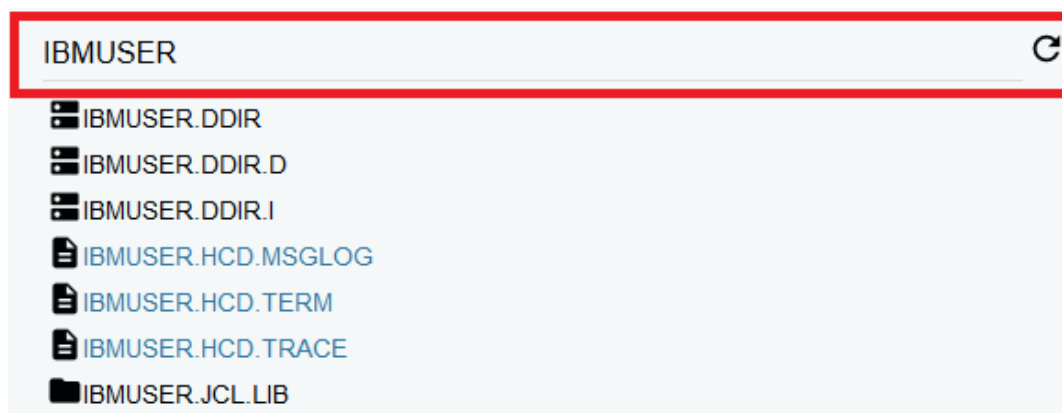 IBMUSER
IBMUSER.DDIR
IBMUSER.DDIR.D
IBMUSER.DDIR.I
IBMUSER.HCD.MSGLOG
IBMUSER.HCD.TERM
IBMUSER.HCD.TRACE
IBMUSER.JCL.LIB